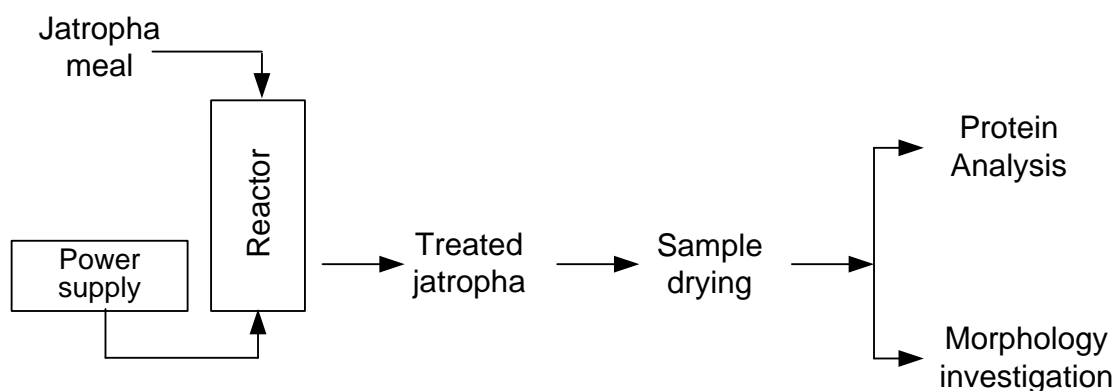 Jatropha
meal
Reactor
Power
supply
Treated
jatropha
Sample
drying
Protein
Analysis
Morphology
investigation